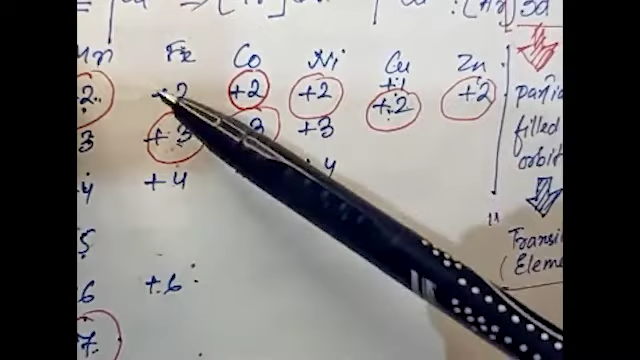 Mn Fe Co Ni Cu Zn
+1
2 +2 +2 +2 +2 +2
3 +3 3 +3
4 +4 4
5
6 +6
7
filled
orbit
Transi
(Eleme